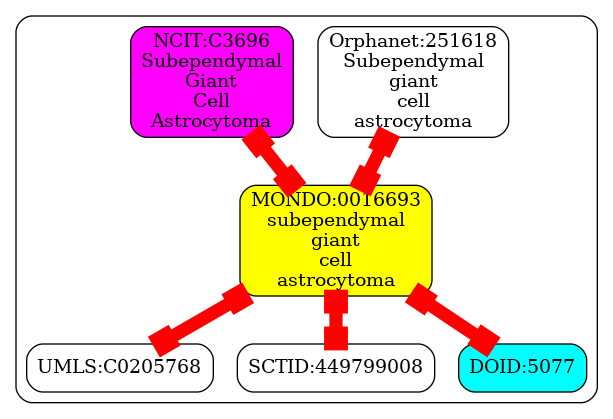 NCIT:C3696
Subependymal
Giant
Cell
Astrocytoma
Orphanet:251618
Subependymal
giant
cell
astrocytoma
MONDO:0016693
subependymal
giant
cell
astrocytoma
UMLS:C0205768
SCTID:449799008
DOID:5077